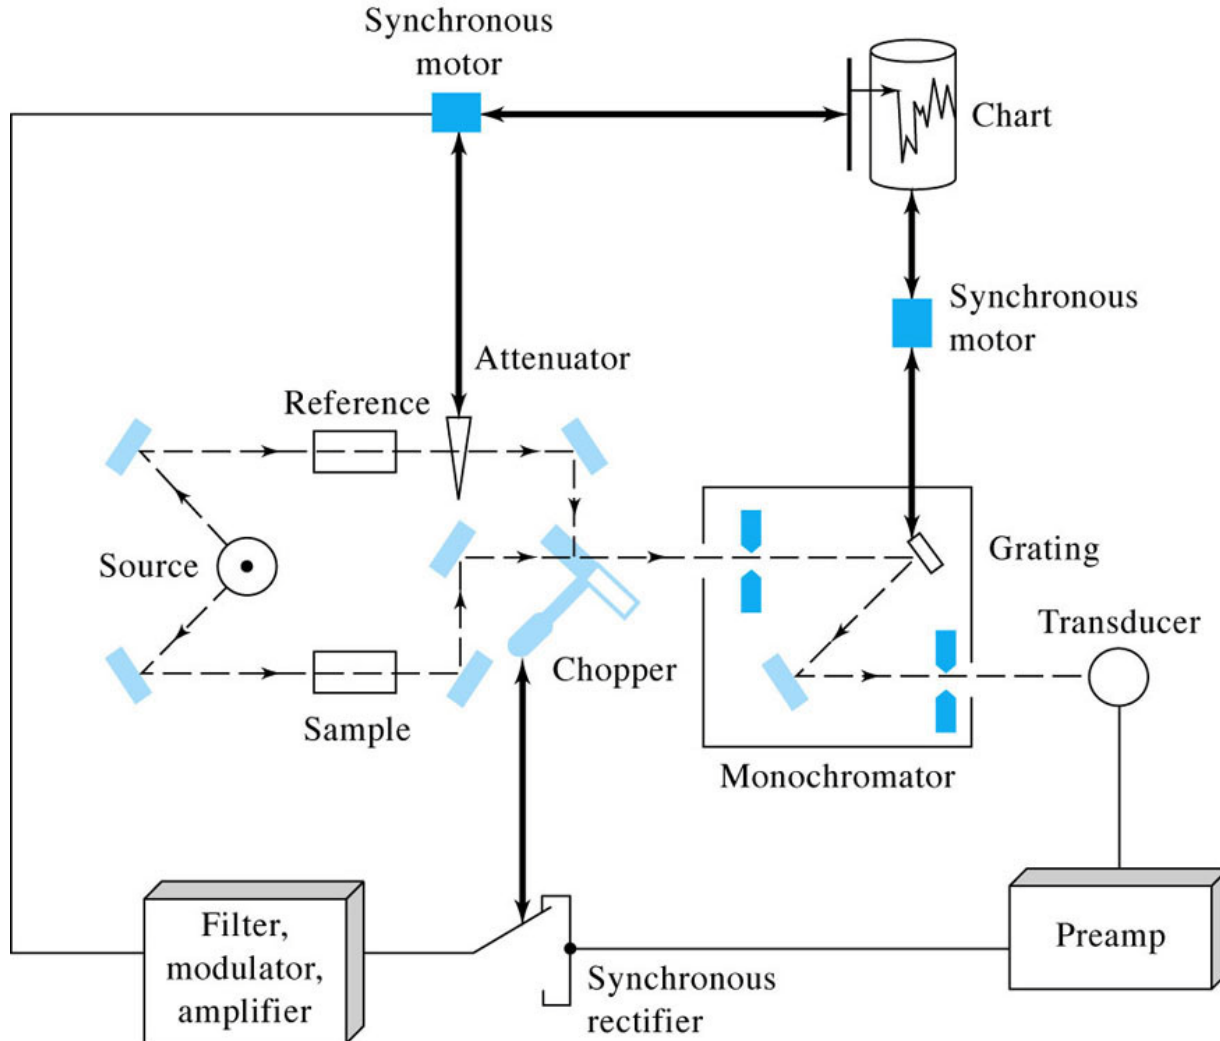 Synchronous
motor
Chart
Synchronous
motor
Attenuator
Reference
Source
Grating
Transducer
Chopper
Sample
Monochromator
Filter,
modulator,
amplifier
Synchronous
rectifier
Preamp